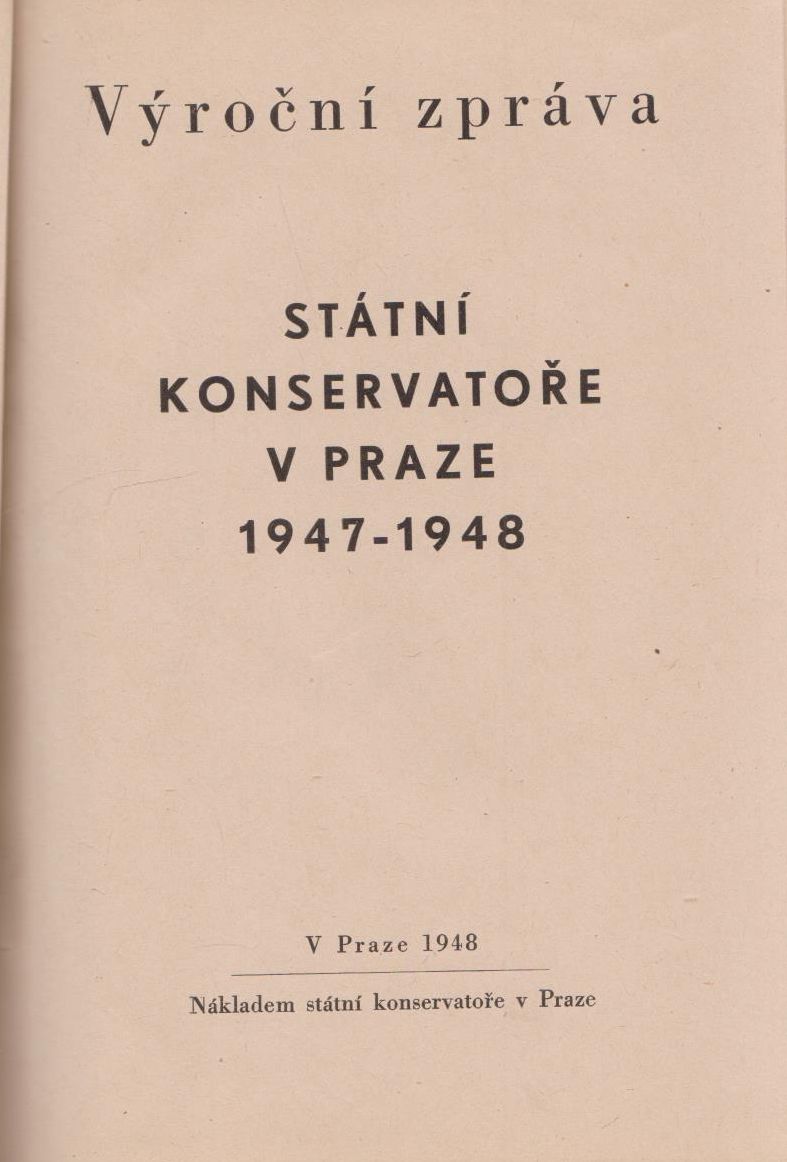 Výroční zpráva
STÁTNÍ
KONSERVATOŘE
V PRAZE
1947-1948
V Praze 1948
Nákladem státní konservatoře v Praze